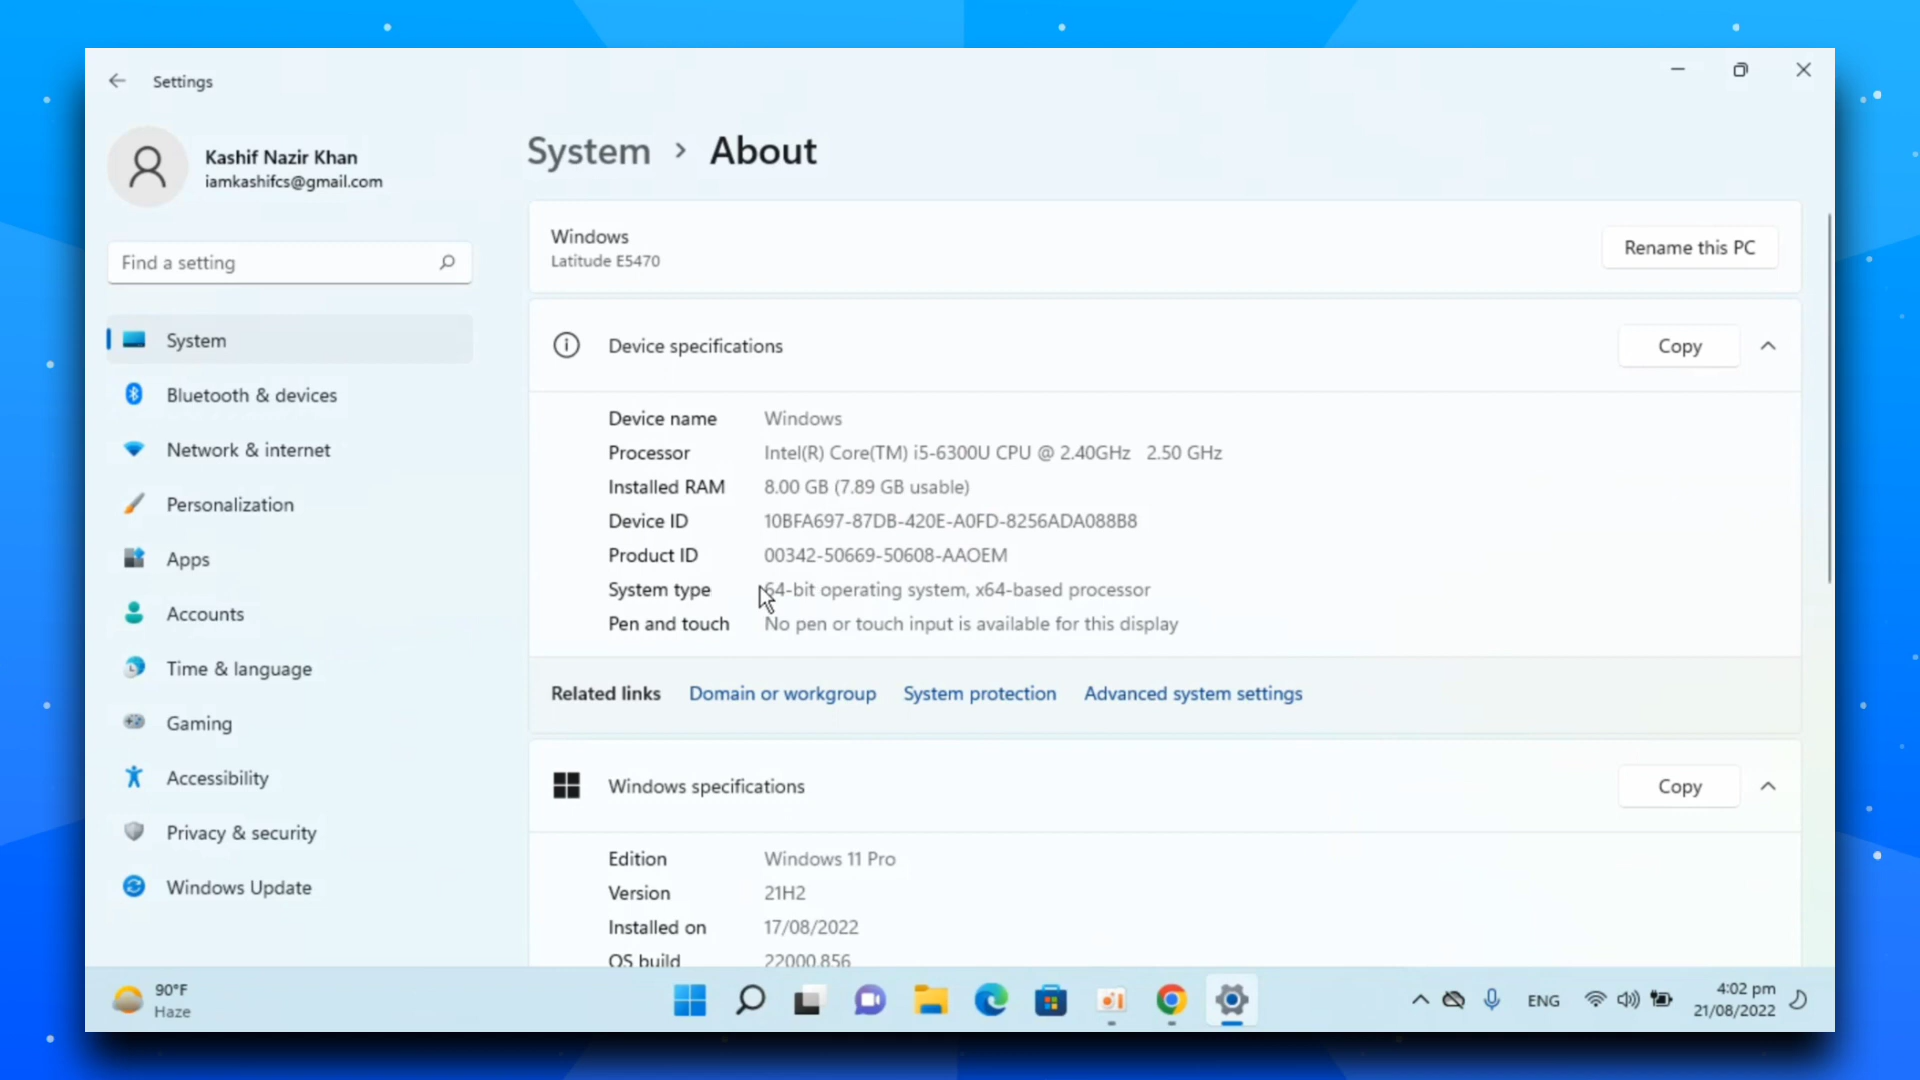 Settings
Kashif Nazir Khan
iamkashifcs@gmail.com
Find a setting
System
Bluetooth & devices
Network & internet
Personalization
Apps
Accounts
Time & language
Gaming
Accessibility
Privacy & security
Windows Update
System > About
Windows
Latitude E5470
Rename this PC
Device specifications
Copy
Device name Windows
Processor Intel(R) Core(TM) i5-6300U CPU @ 2.40GHz 2.50 GHz
Installed RAM 8.00 GB (7.89 GB usable)
Device ID 10BFA697-87DB-420E-A0FD-8256ADA088B8
Product ID 00342-50669-50608-AAOEM
System type 64-bit operating system, x64-based processor
Pen and touch No pen or touch input is available for this display
Related links Domain or workgroup System protection Advanced system settings
Windows specifications
Copy
Edition Windows 11 Pro
Version 21H2
Installed on 17/08/2022
OS build 22000.856
90°F
Haze
ENG
4:02 pm
21/08/2022